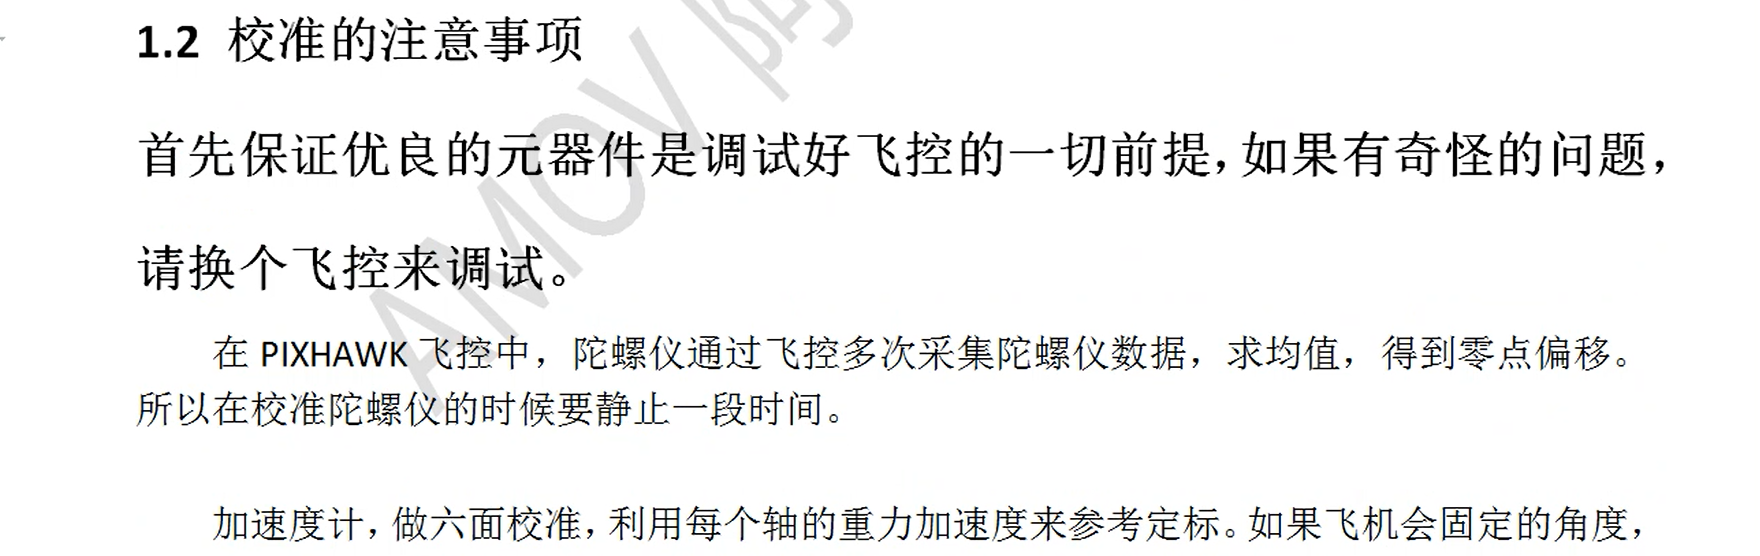 1.2 校准的注意事项
首先保证优良的元器件是调试好飞控的一切前提，如果有奇怪的问题，
请换个飞控来调试。
在 PIXHAWK 飞控中，陀螺仪通过飞控多次采集陀螺仪数据，求均值，得到零点偏移。
所以在校准陀螺仪的时候要静止一段时间。
加速度计，做六面校准，利用每个轴的重力加速度来参考定标。如果飞机会固定的角度，
AMOV 阿